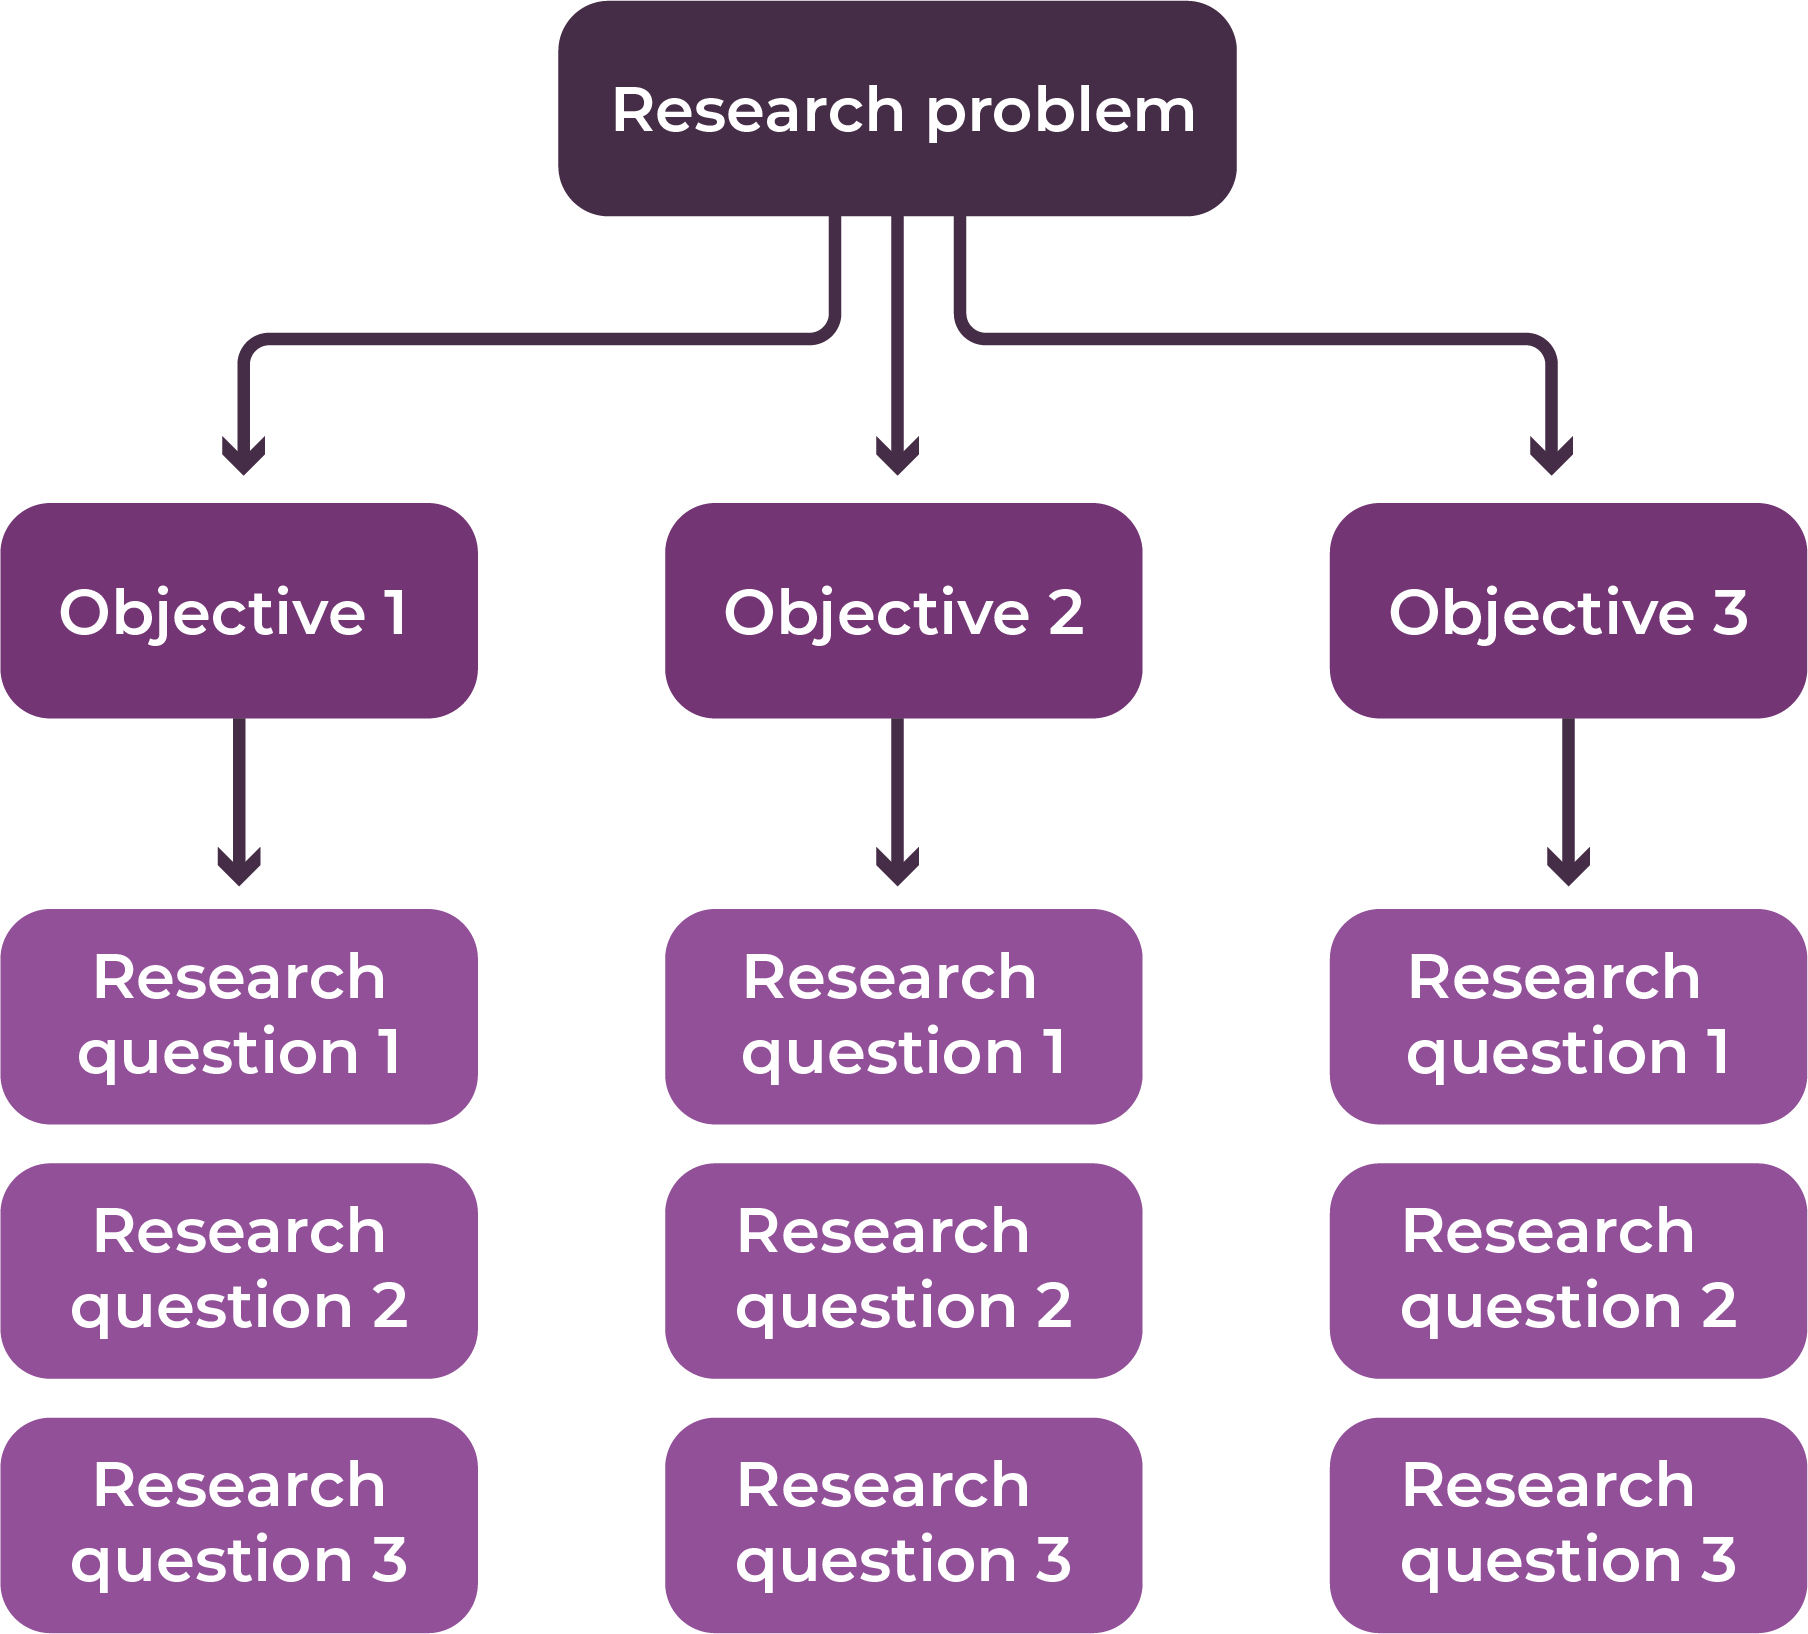 Research problem
Objective 1
Objective 2
Objective 3
Research
question 1
Research
question 1
Research
question 1
Research
question 2
Research
question 2
Research
question 2
Research
question 3
Research
question 3
Research
question 3